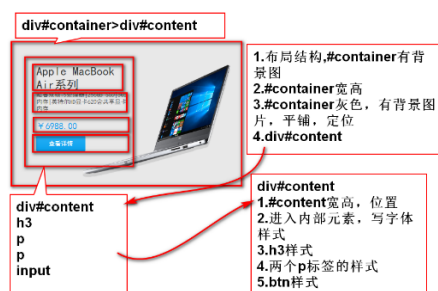 div#container>div#content
Apple MacBook
Air系列
￥6988.00
查看详情
1.布局结构,#container有背
景图
2.#container宽高
3.#container灰色，有背景图
片，平铺，定位
4.div#content
div#content
h3
p
p
input
div#content
1.#content宽高，位置
2.进入内部元素，写字体
样式
3.h3样式
4.两个p标签的样式
5.btn样式